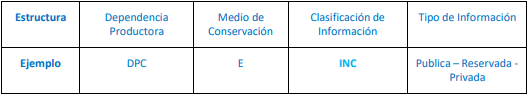 Estructura
Dependencia
Productora
Medio de
Conservación
Clasificación de
Información
Tipo de Información
Ejemplo
DPC
E
INC
Publica – Reservada -
Privada